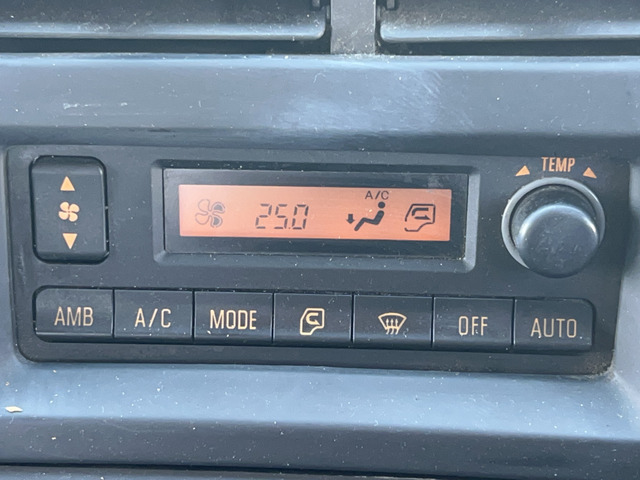 TEMP
A/C
25.0
AMB A/C MODE OFF AUTO